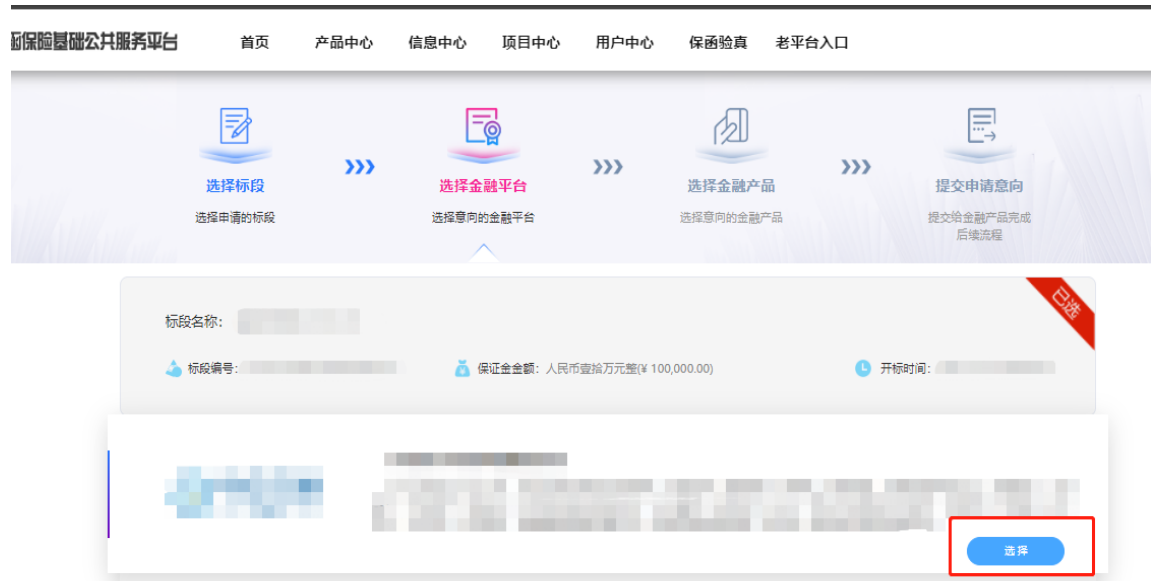 函保险基础公共服务平台 首页 产品中心 信息中心 项目中心 用户中心 保函验真 老平台入口
选择标段 选择金融平台 选择金融产品 提交申请意向
选择申请的标段 选择意向的金融平台 选择意向的金融产品 提交给金融产品完成
后续流程
已选
标段名称:
标段编号: 保证金金额: 人民币壹拾万元整(¥ 100,000.00) 开标时间:
选择